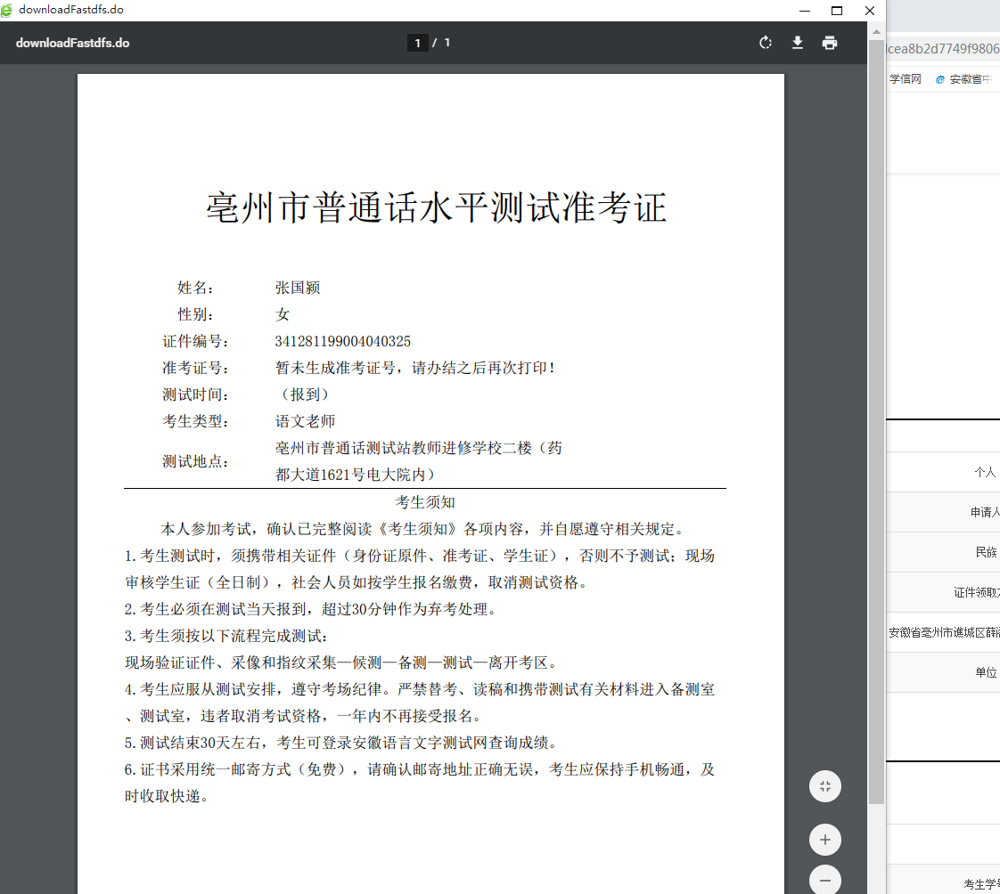 downloadFastdfs.do
downloadFastdfs.do
1 / 1
cea8b2d7749f9806
学信网
安徽省中
亳州市普通话水平测试准考证
姓名： 张国颍
性别： 女
证件编号： 341281199004040325
准考证号： 暂未生成准考证号，请办结之后再次打印！
测试时间： （报到）
考生类型： 语文老师
测试地点： 亳州市普通话测试站教师进修学校二楼（药
都大道1621号电大院内）
考生须知
本人参加考试，确认已完整阅读《考生须知》各项内容，并自愿遵守相关规定。
1.考生测试时，须携带相关证件（身份证原件、准考证、学生证），否则不予测试；现场
审核学生证（全日制），社会人员如按学生报名缴费，取消测试资格。
2.考生必须在测试当天报到，超过30分钟作为弃考处理。
3.考生须按以下流程完成测试：
现场验证证件、采像和指纹采集—候测—备测—测试—离开考区。
4.考生应服从测试安排，遵守考场纪律。严禁替考、读稿和携带测试有关材料进入备测室
、测试室，违者取消考试资格，一年内不再接受报名。
5.测试结束30天左右，考生可登录安徽语言文字测试网查询成绩。
6.证书采用统一邮寄方式（免费），请确认邮寄地址正确无误，考生应保持手机畅通，及
时收取快递。
个人
申请人
民族
证件领取
安徽省亳州市谯城区薛
单位
考生学号